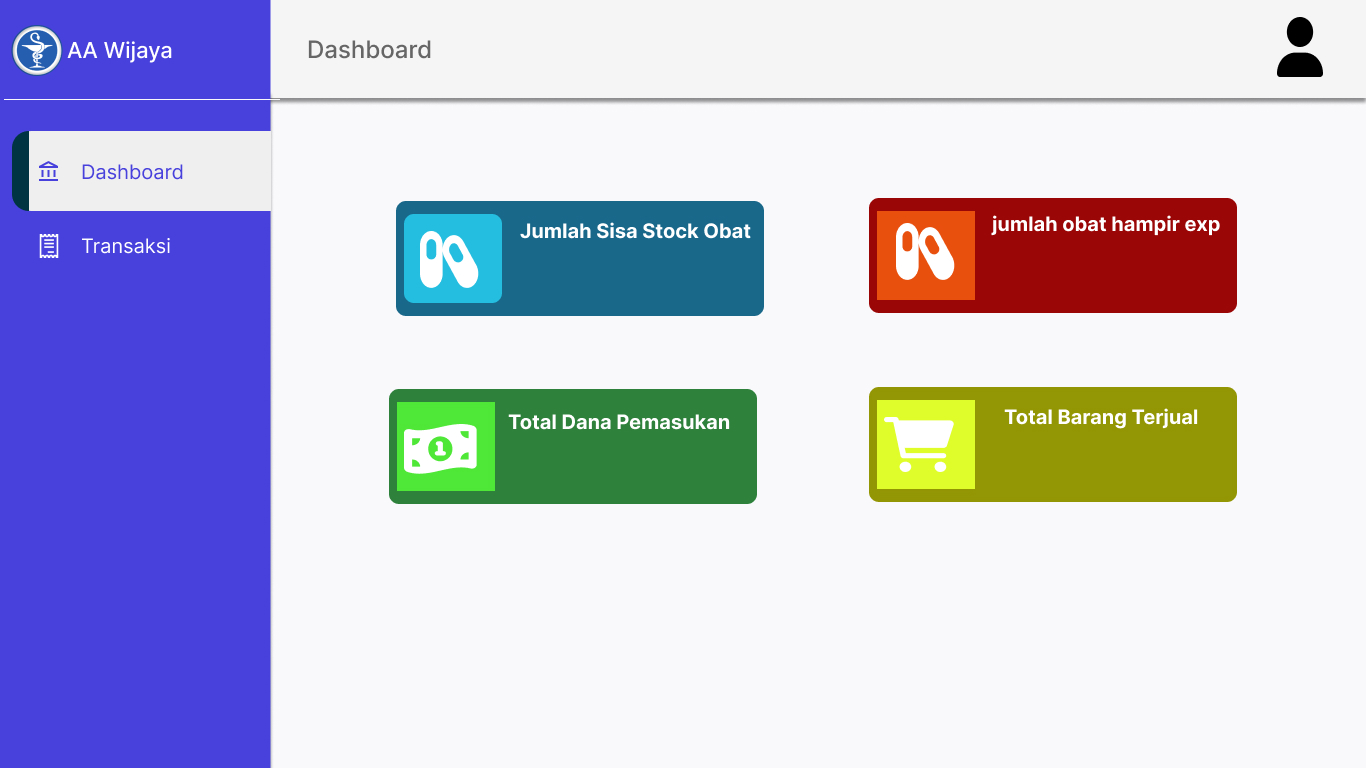 AA Wijaya
Dashboard
Dashboard
Transaksi
Jumlah Sisa Stock Obat
jumlah obat hampir exp
Total Dana Pemasukan
1
Total Barang Terjual